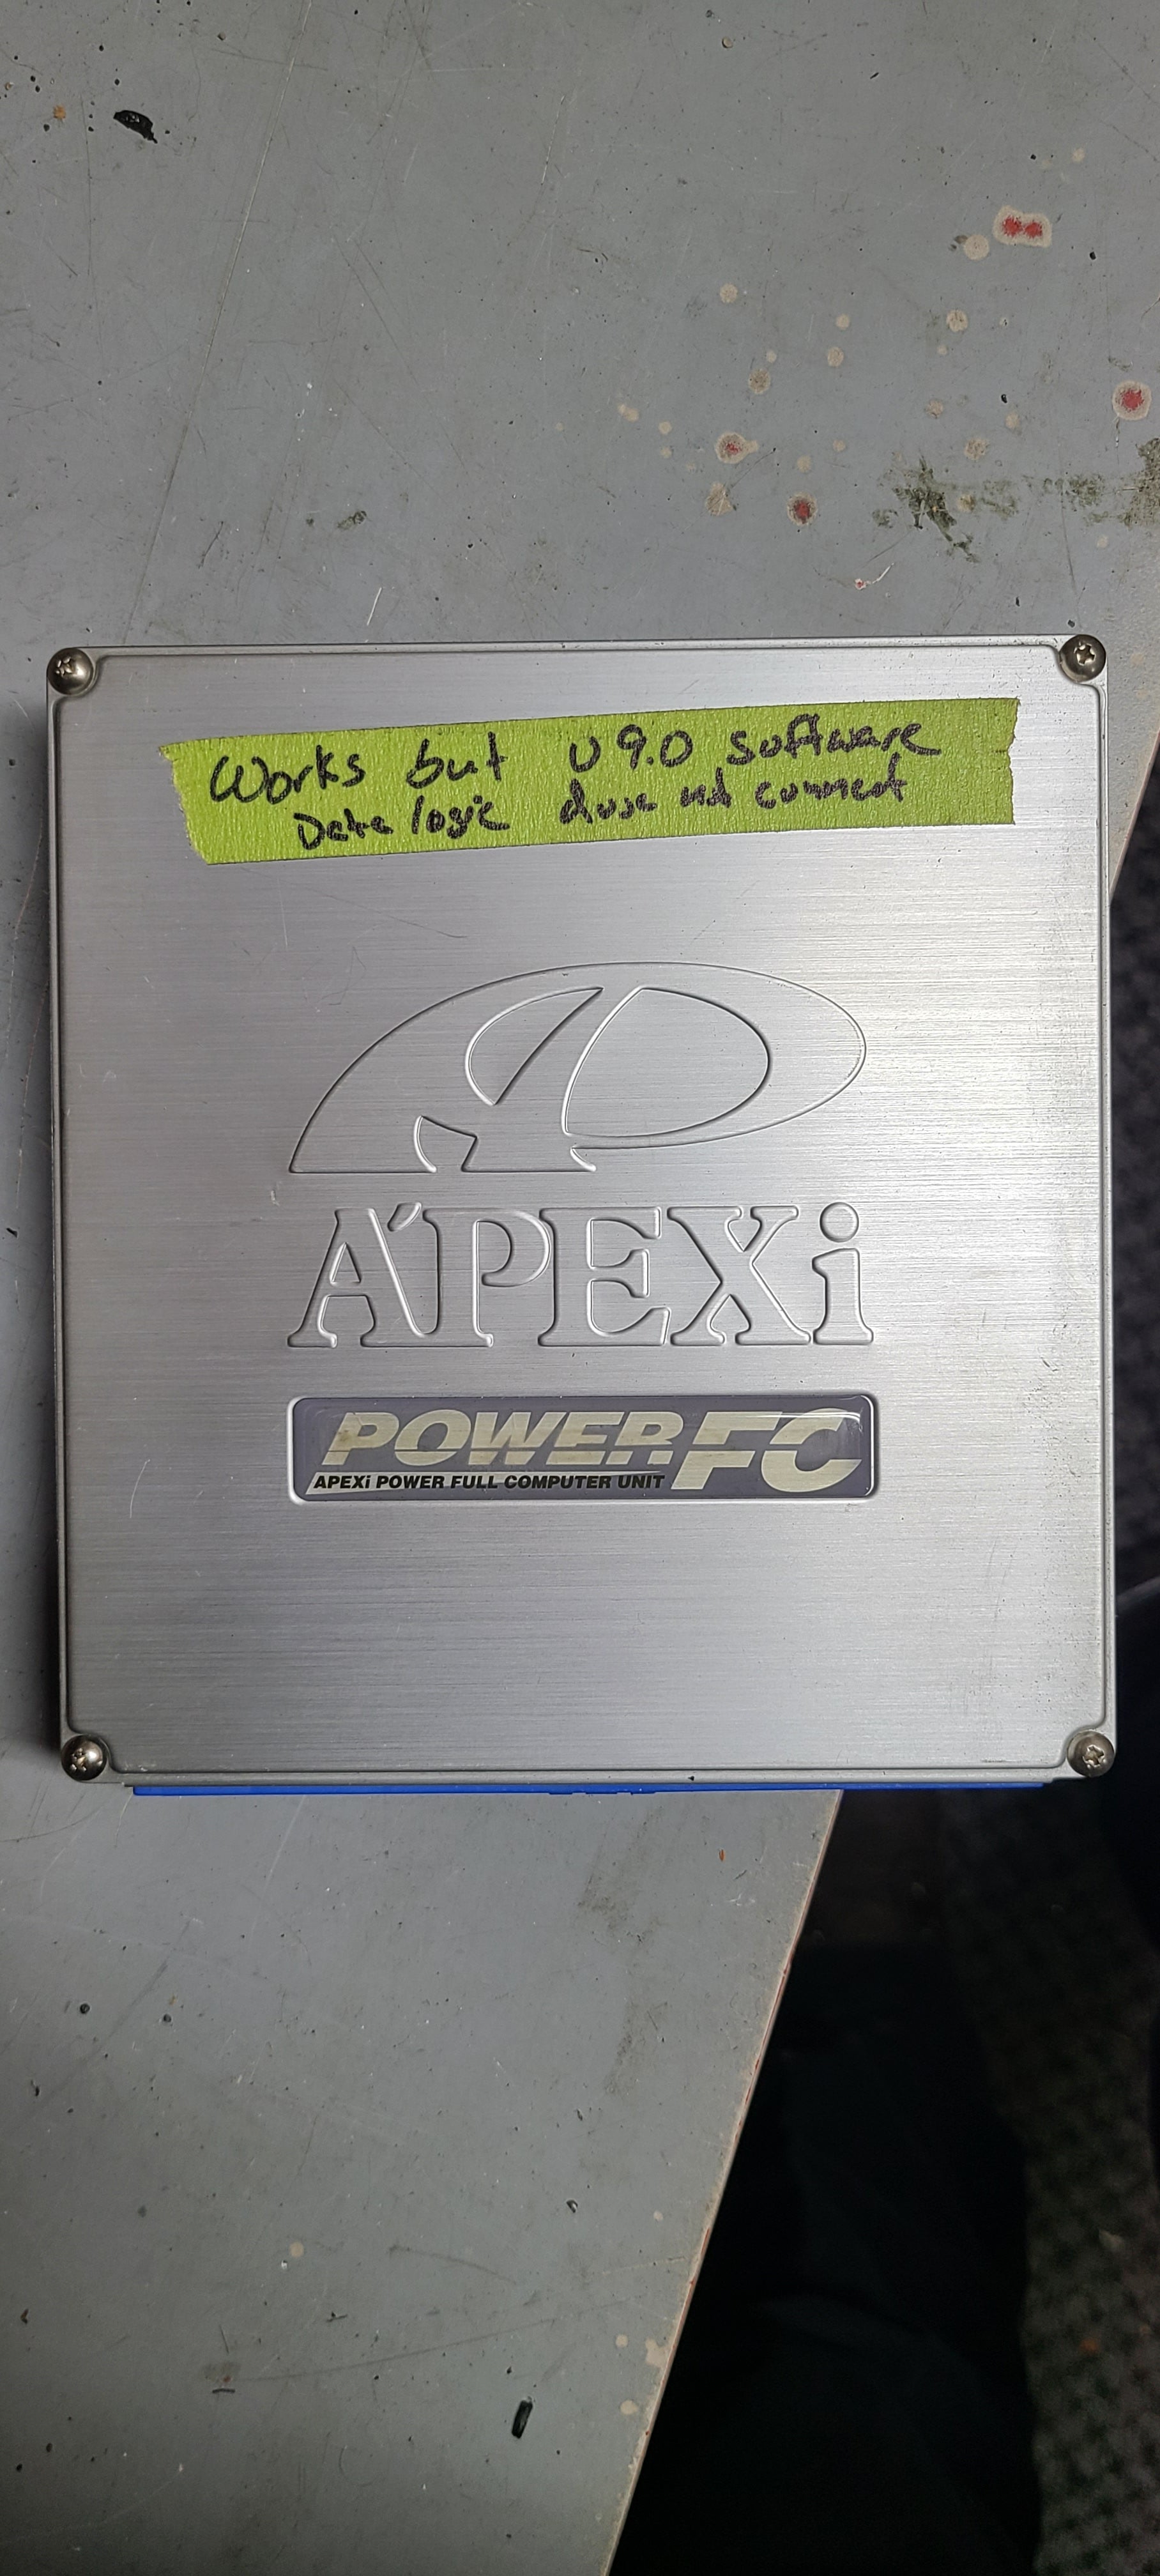 Works but V9.0 software
Data logic dose not connect
A'PEXi
POWER FC
APEXi POWER FULL COMPUTER UNIT